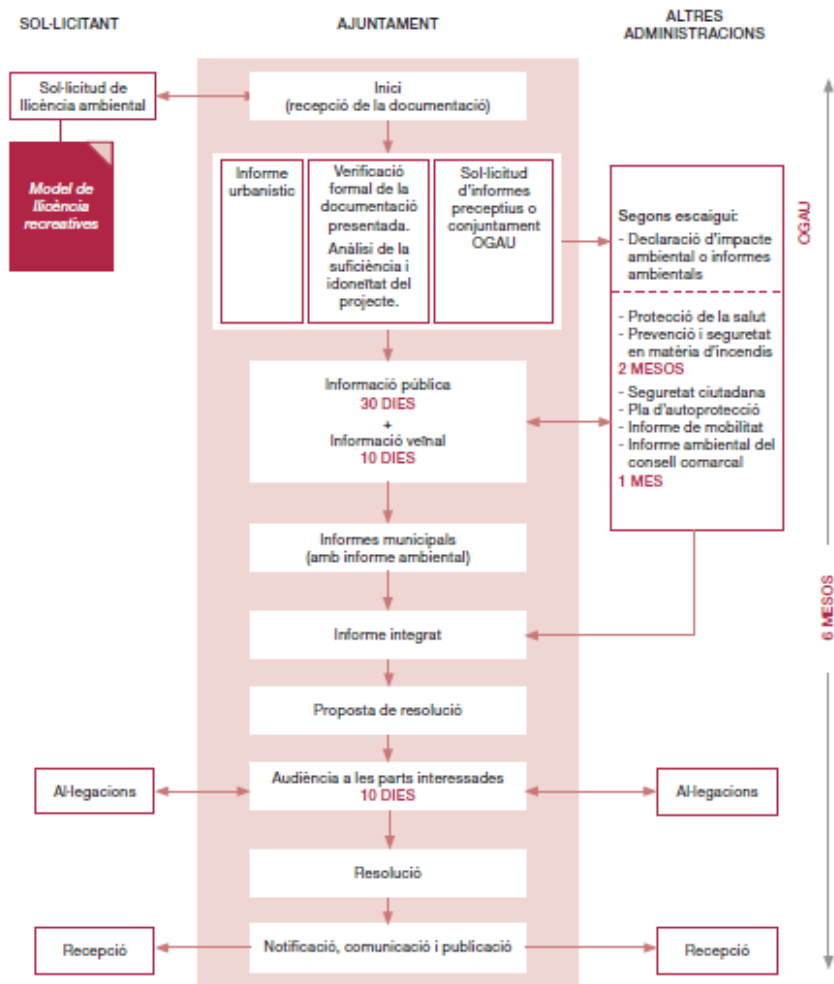 SOL·LICITANT
AJUNTAMENT
ALTRES
ADMINISTRACIONS
Sol·licitud de
llicència ambiental
Inici
(recepció de la documentació)
Model de
llicència
recreatives
Informe
urbanístic
Verificació
formal de la
documentació
presentada.
Anàlisi de la
suficiència i
idoneïtat del
projecte.
Sol·licitud
d'informes
preceptius o
conjuntament
OGAU
Segons escaigui:
- Declaració d'impacte
ambiental o informes
ambientals
- Protecció de la salut
- Prevenció i seguretat
en matèria d'incendis
2 MESOS
- Seguretat ciutadana
- Pla d'autoprotecció
- Informe de mobilitat
- Informe ambiental del
consell comarcal
1 MES
OGAU
Informació pública
30 DIES
+
Informació veïnal
10 DIES
Informes municipals
(amb informe ambiental)
Informe integrat
6 MESOS
Proposta de resolució
Al·legacions
Audiència a les parts interessades
10 DIES
Al·legacions
Resolució
Recepció
Notificació, comunicació i publicació
Recepció